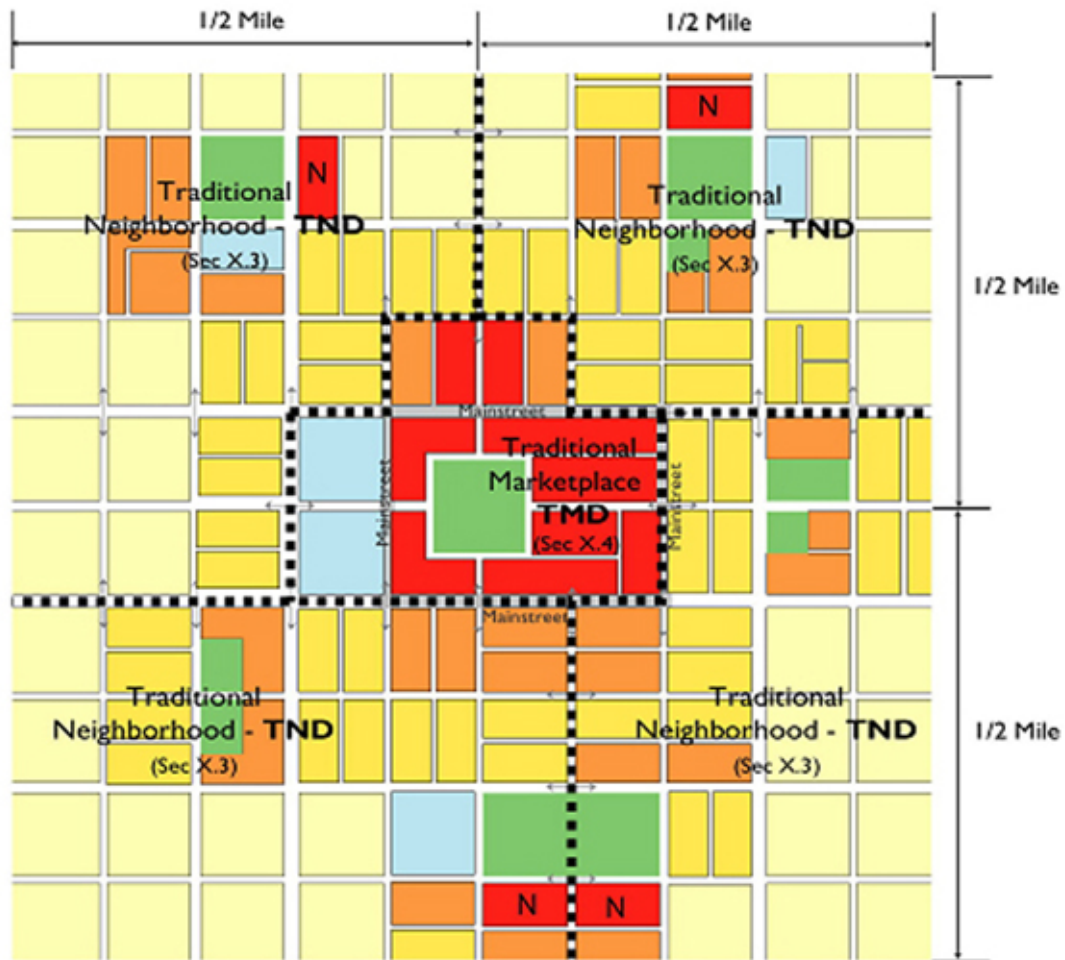 1/2 Mile
1/2 Mile
N
N
Traditional
Neighborhood - TND
(Sec X.3)
Traditional
Neighborhood - TND
(Sec X.3)
1/2 Mile
Mainstreet
Traditional
Marketplace
TMD
(Sec X.4)
Mainstreet
Mainstreet
Mainstreet
Traditional
Neighborhood - TND
(Sec X.3)
Traditional
Neighborhood - TND
(Sec X.3)
1/2 Mile
N
N